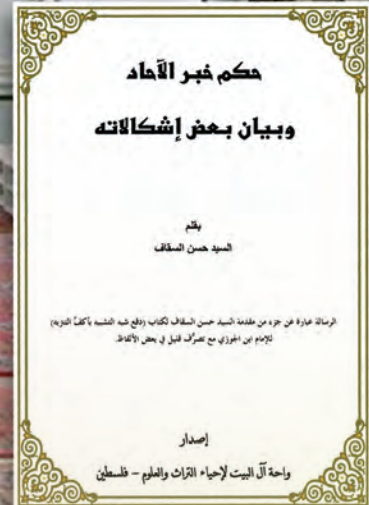 حكم خبر الآحاد
وبيان بعض إشكالاته
بقلم
السيد حسن السقاف
الرسالة عبارة عن جزء من مقدمة السيد حسن السقاف لكتاب (دفع شبه التشبيه بأكفّ التنزيه)
للإمام ابن الجوزي مع تصرُّف قليل في بعض الألفاظ.
إصدار
واحة آل البيت لإحياء التراث والعلوم – فلسطين